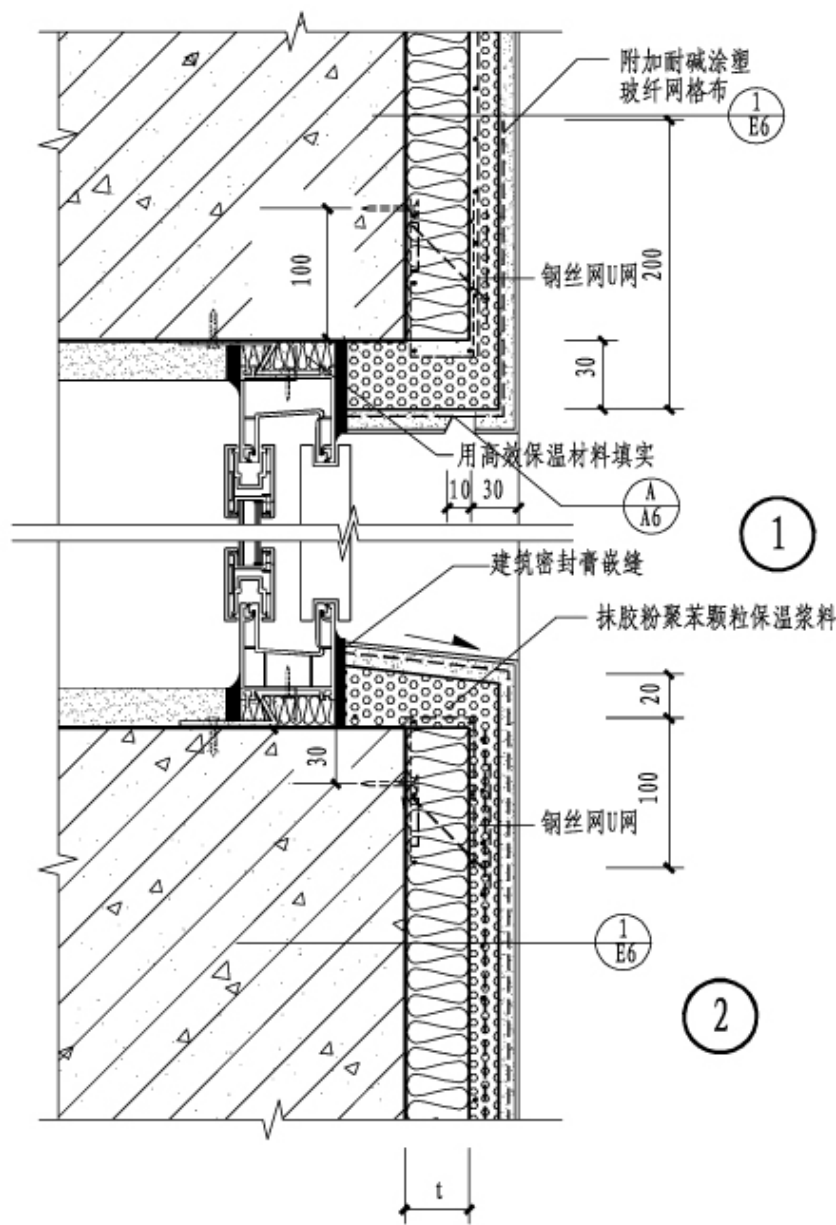 附加耐碱涂塑
玻纤网格布
1
E6
100
钢丝网U网
200
30
用高效保温材料填实
10
30
A
A6
1
建筑密封膏嵌缝
抹胶粉聚苯颗粒保温浆料
20
30
100
钢丝网U网
1
E6
2
t